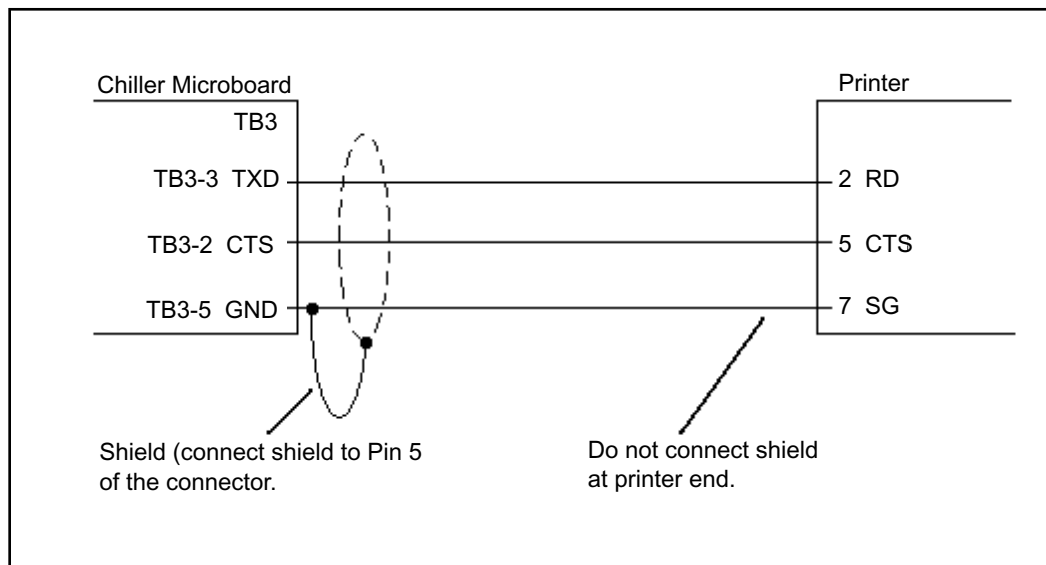 Chiller Microboard
Printer
TB3
TB3-3 TXD
2 RD
TB3-2 CTS
5 CTS
TB3-5 GND
7 SG
Shield (connect shield to Pin 5
of the connector.
Do not connect shield
at printer end.